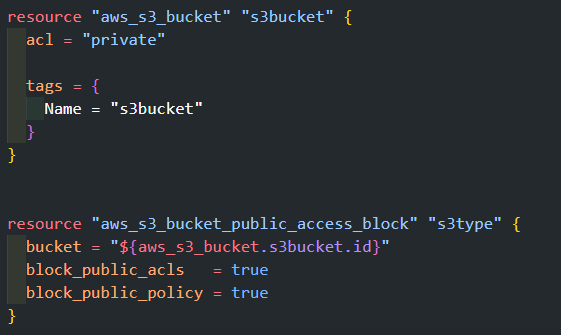 resource "aws_s3_bucket" "s3bucket" {
  acl = "private"

  tags = {
    Name = "s3bucket"
  }
}


resource "aws_s3_bucket_public_access_block" "s3type" {
  bucket = "${aws_s3_bucket.s3bucket.id}"
  block_public_acls   = true
  block_public_policy = true
}